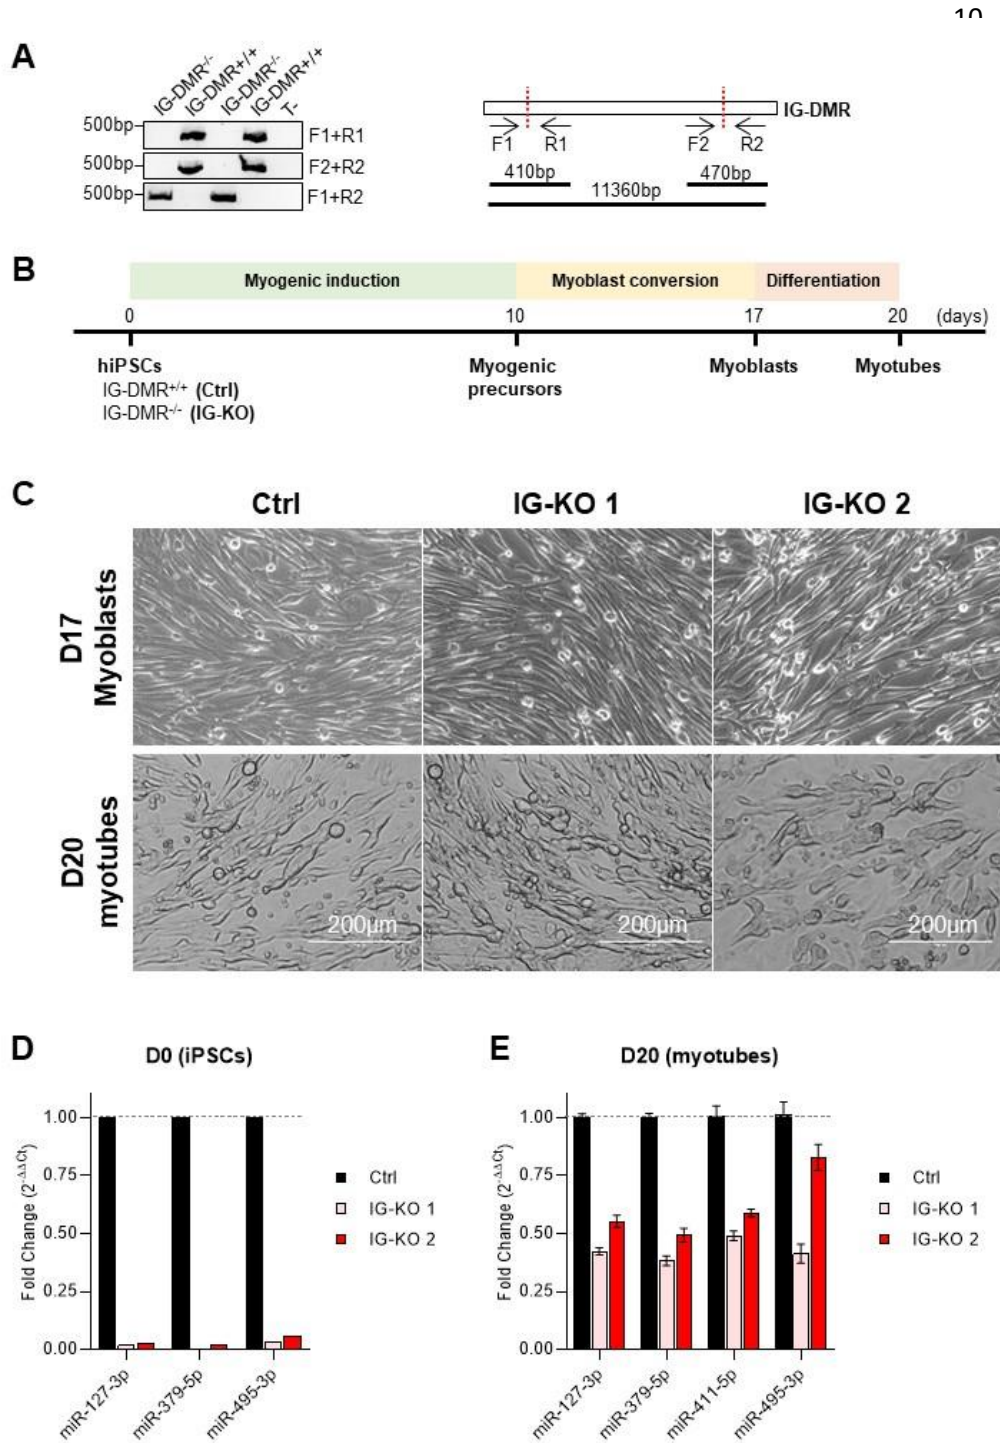 10
A
IG-DMR-/-
IG-DMR+/+
IG-DMR-/-
IG-DMR+/+
T-
500bp
F1+R1
500bp
F2+R2
500bp
F1+R2
IG-DMR
F1 R1 F2 R2
410bp 470bp
11360bp
B
Myogenic induction Myoblast conversion Differentiation
0 10 17 20 (days)
hiPSCs Myogenic Myoblasts Myotubes
precursors
IG-DMR+/+ (Ctrl)
IG-DMR-/- (IG-KO)
C
Ctrl IG-KO 1 IG-KO 2
D17
Myoblasts
D20
myotubes
200µm 200µm 200µm
D
D0 (iPSCs)
Fold Change (2-ΔΔCt)
1.00
0.75
0.50
0.25
0.00
miR-127-3p
miR-379-5p
miR-495-3p
Ctrl
IG-KO 1
IG-KO 2
E
D20 (myotubes)
Fold Change (2-ΔΔCt)
1.00
0.75
0.50
0.25
0.00
miR-127-3p
miR-379-5p
miR-411-5p
miR-495-3p
Ctrl
IG-KO 1
IG-KO 2